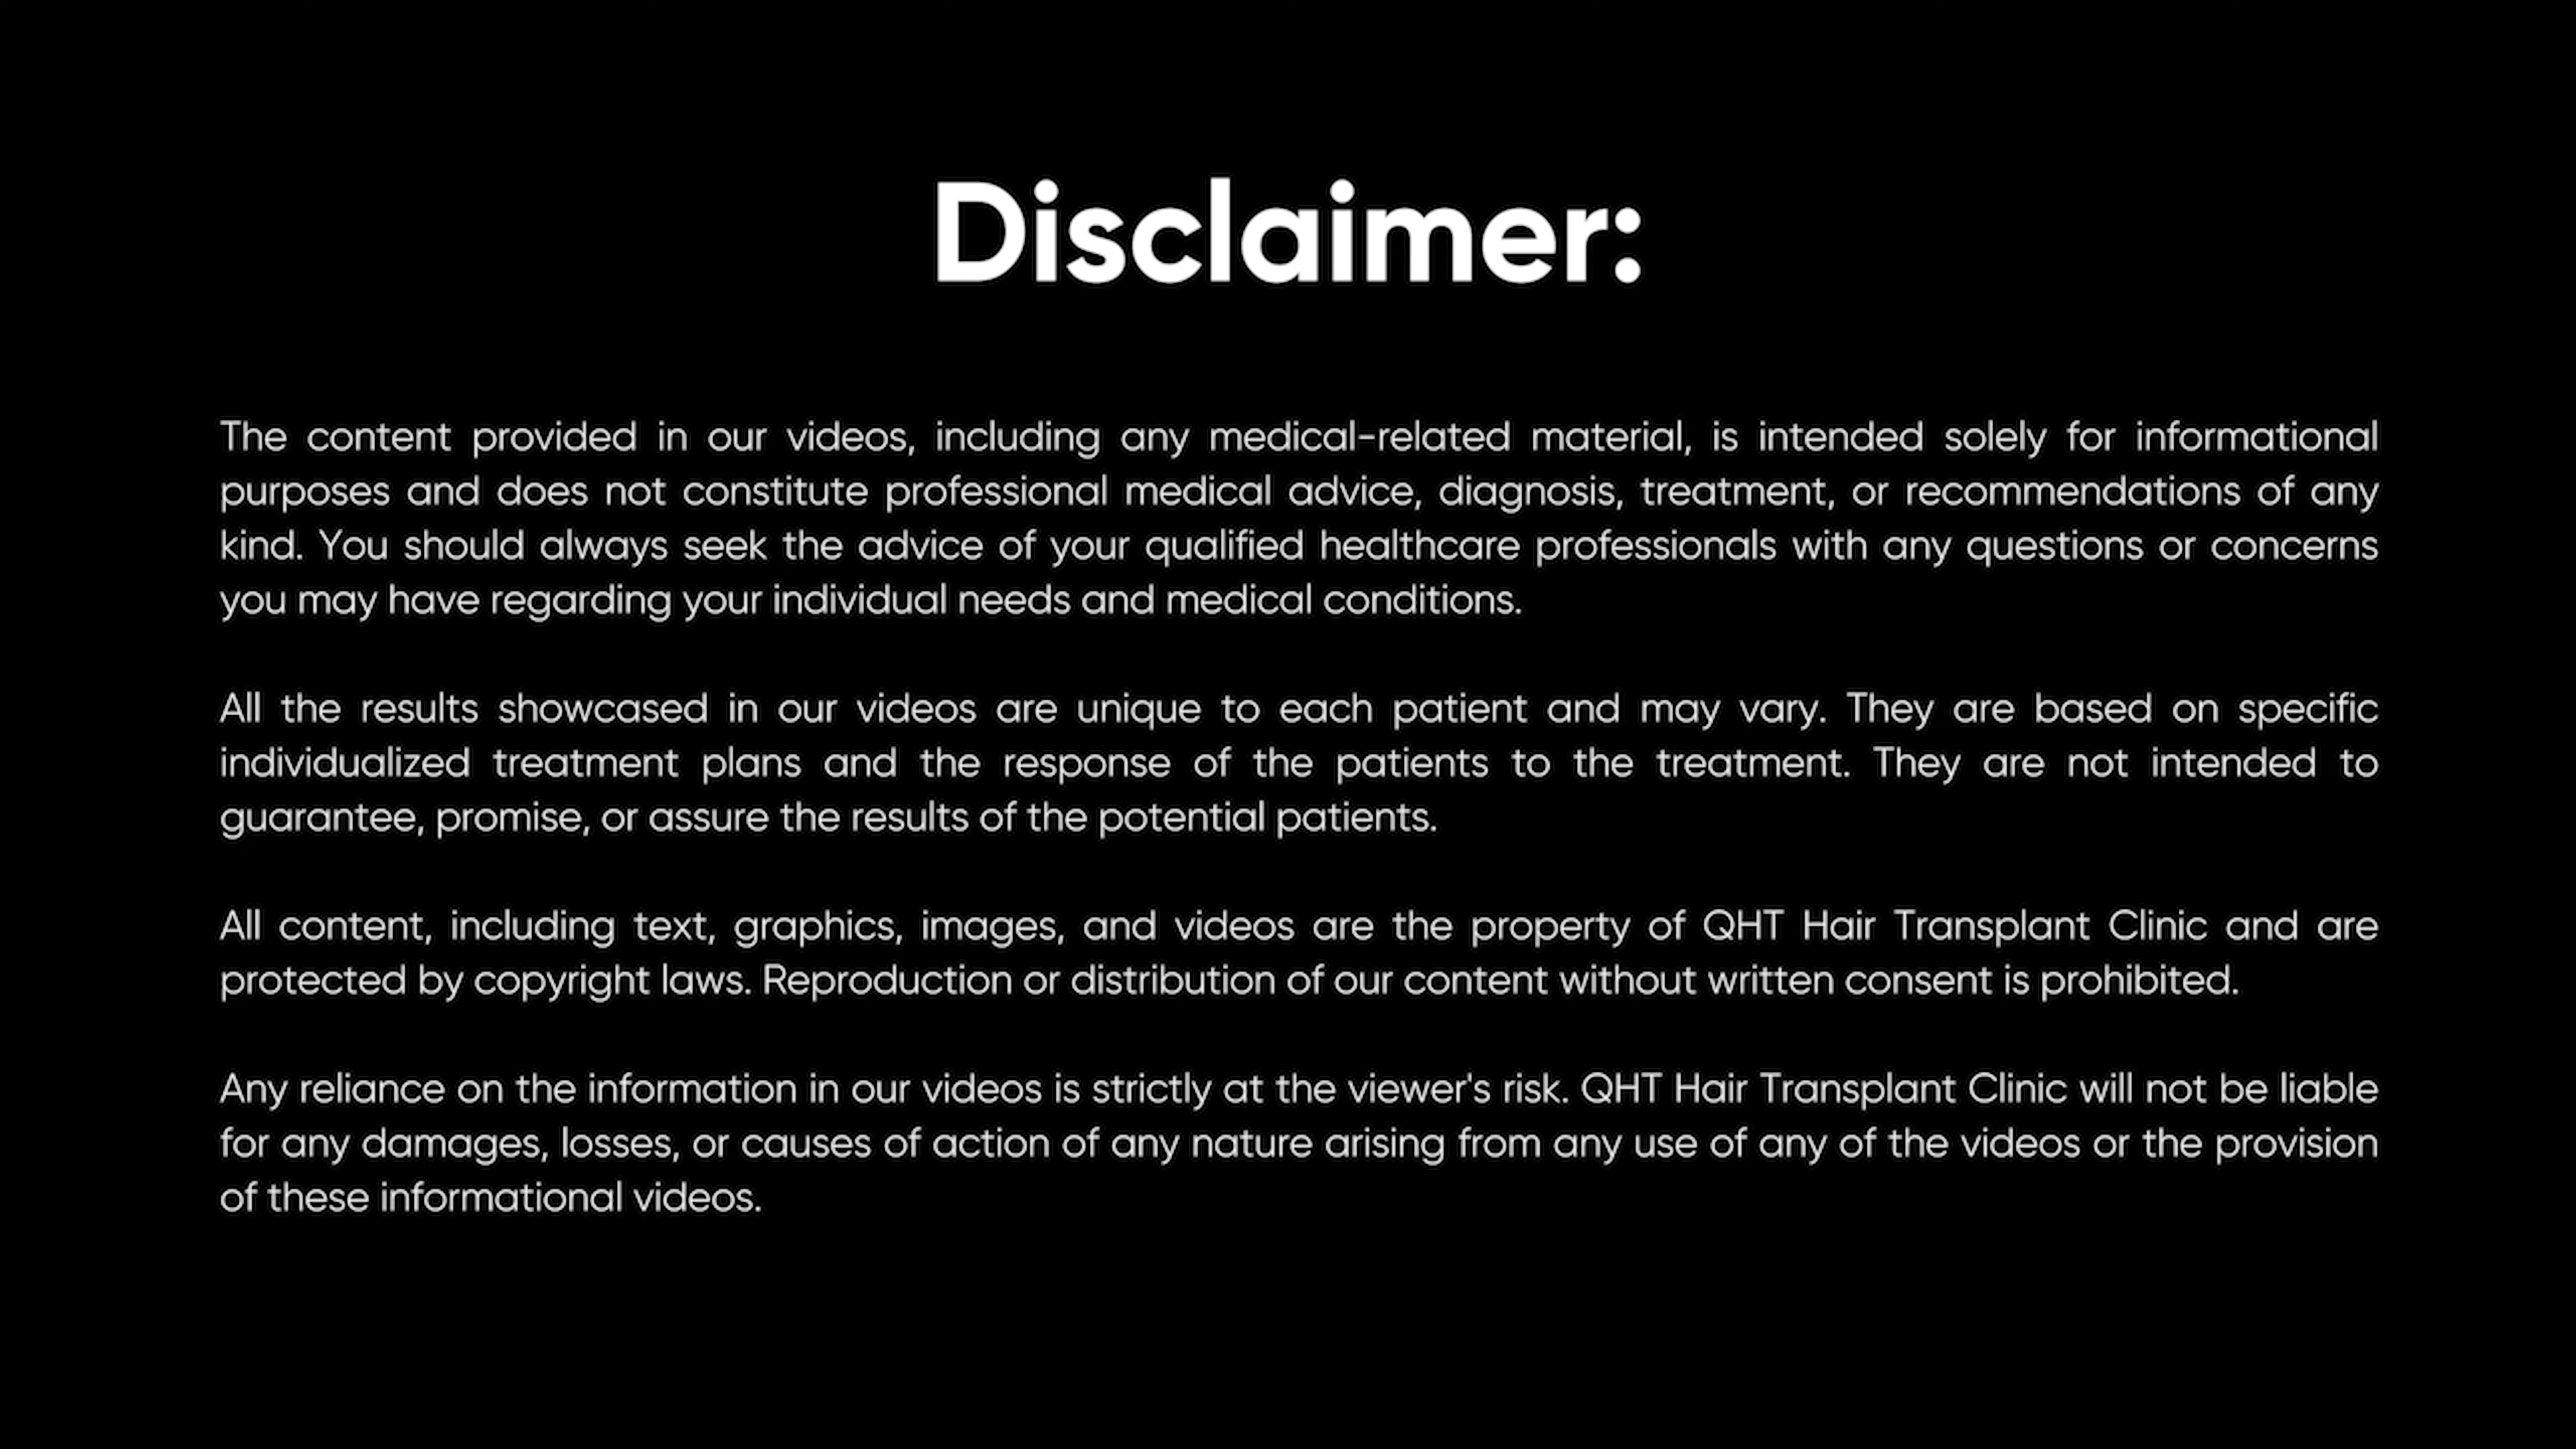 Disclaimer:
The content provided in our videos, including any medical-related material, is intended solely for informational
purposes and does not constitute professional medical advice, diagnosis, treatment, or recommendations of any
kind. You should always seek the advice of your qualified healthcare professionals with any questions or concerns
you may have regarding your individual needs and medical conditions.
All the results showcased in our videos are unique to each patient and may vary. They are based on specific
individualized treatment plans and the response of the patients to the treatment. They are not intended to
guarantee, promise, or assure the results of the potential patients.
All content, including text, graphics, images, and videos are the property of QHT Hair Transplant Clinic and are
protected by copyright laws. Reproduction or distribution of our content without written consent is prohibited.
Any reliance on the information in our videos is strictly at the viewer's risk. QHT Hair Transplant Clinic will not be liable
for any damages, losses, or causes of action of any nature arising from any use of any of the videos or the provision
of these informational videos.